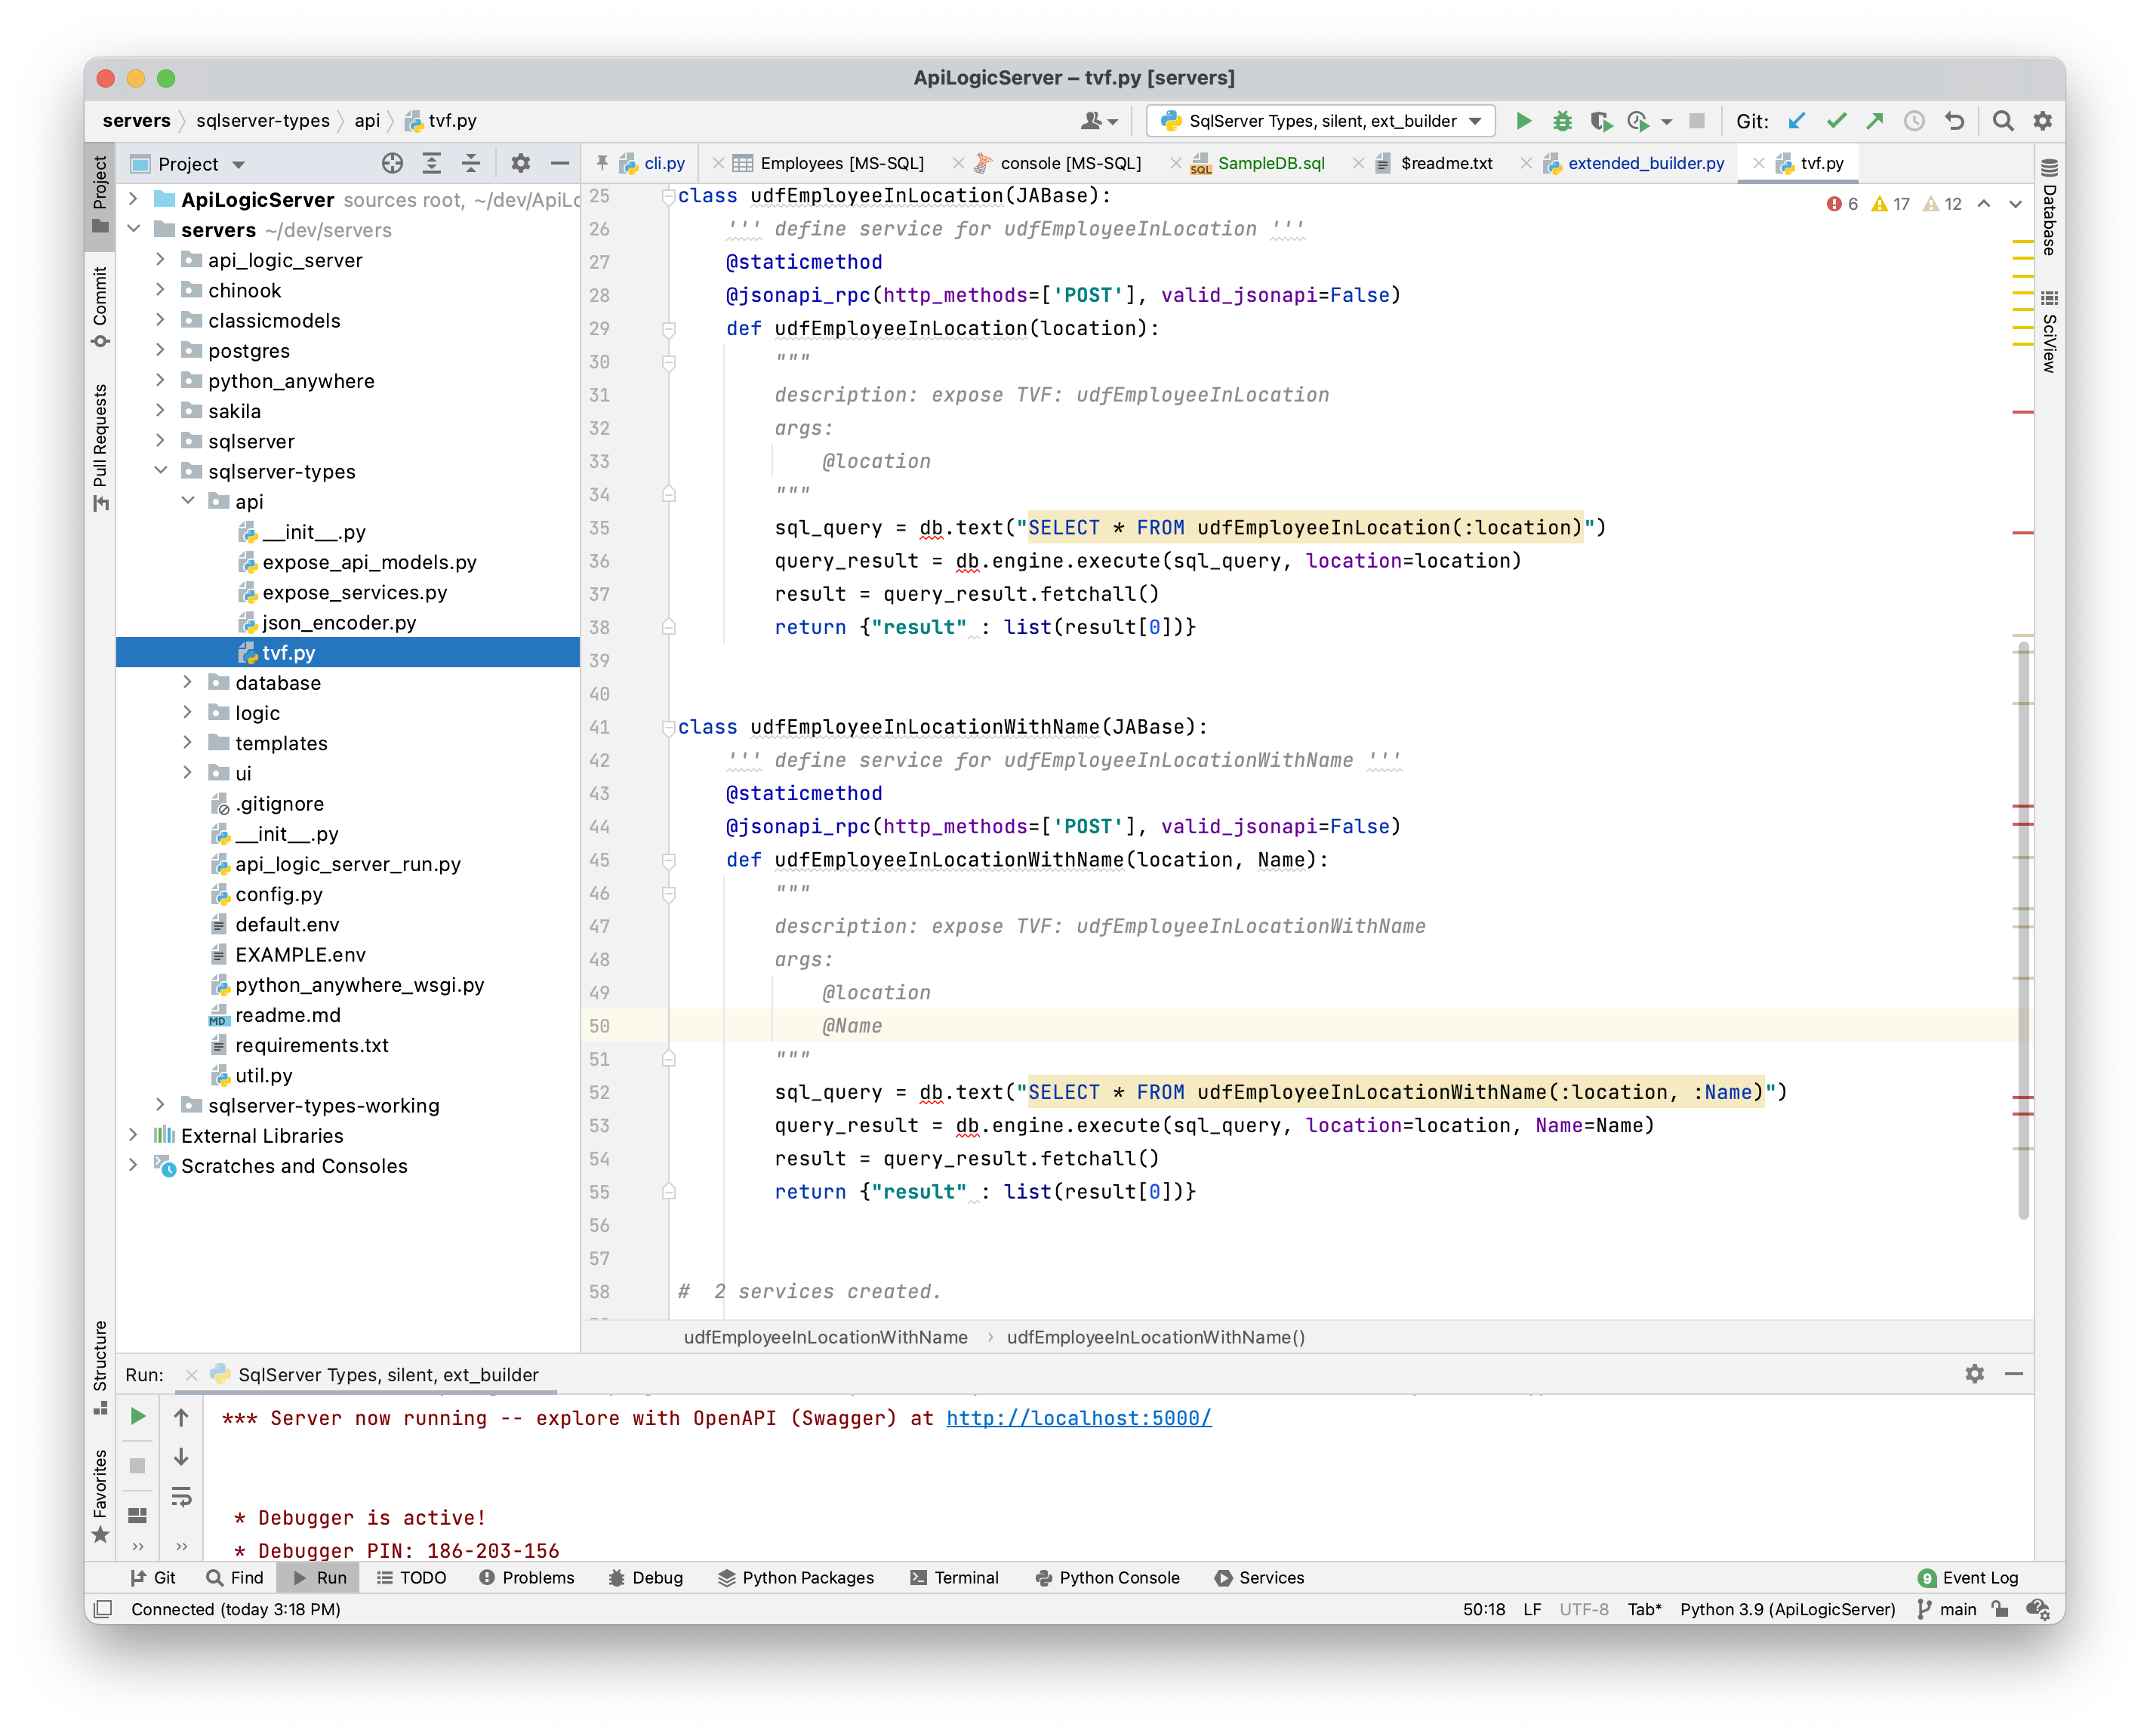 ApiLogicServer – tvf.py [servers]
servers
sqlserver-types
api
tvf.py
SqlServer Types, silent, ext_builder
Git:
Project
cli.py
Employees [MS-SQL]
console [MS-SQL]
SampleDB.sql
$readme.txt
extended_builder.py
tvf.py
Project
Commit
Pull Requests
Structure
Favorites
ApiLogicServer sources root, ~/dev/ApiLo
servers ~/dev/servers
api_logic_server
chinook
classicmodels
postgres
python_anywhere
sakila
sqlserver
sqlserver-types
api
__init__.py
expose_api_models.py
expose_services.py
json_encoder.py
tvf.py
database
logic
templates
ui
.gitignore
__init__.py
api_logic_server_run.py
config.py
default.env
EXAMPLE.env
python_anywhere_wsgi.py
MD readme.md
requirements.txt
util.py
sqlserver-types-working
External Libraries
Scratches and Consoles
6 17 12
25 class udfEmployeeInLocation(JABase):
26 ''' define service for udfEmployeeInLocation '''
27 @staticmethod
28 @jsonapi_rpc(http_methods=['POST'], valid_jsonapi=False)
29 def udfEmployeeInLocation(location):
30 """
31 description: expose TVF: udfEmployeeInLocation
32 args:
33 @location
34 """
35 sql_query = db.text("SELECT * FROM udfEmployeeInLocation(:location)")
36 query_result = db.engine.execute(sql_query, location=location)
37 result = query_result.fetchall()
38 return {"result" : list(result[0])}
39
40
41 class udfEmployeeInLocationWithName(JABase):
42 ''' define service for udfEmployeeInLocationWithName '''
43 @staticmethod
44 @jsonapi_rpc(http_methods=['POST'], valid_jsonapi=False)
45 def udfEmployeeInLocationWithName(location, Name):
46 """
47 description: expose TVF: udfEmployeeInLocationWithName
48 args:
49 @location
50 @Name
51 """
52 sql_query = db.text("SELECT * FROM udfEmployeeInLocationWithName(:location, :Name)")
53 query_result = db.engine.execute(sql_query, location=location, Name=Name)
54 result = query_result.fetchall()
55 return {"result" : list(result[0])}
56
57
58 #  2 services created.
udfEmployeeInLocationWithName › udfEmployeeInLocationWithName()
Database
SciView
Run: SqlServer Types, silent, ext_builder
*** Server now running -- explore with OpenAPI (Swagger) at http://localhost:5000/
* Debugger is active!
* Debugger PIN: 186-203-156
Git Find Run TODO Problems Debug Python Packages Terminal Python Console Services 9 Event Log
Connected (today 3:18 PM) 50:18 LF UTF-8 Tab* Python 3.9 (ApiLogicServer) main